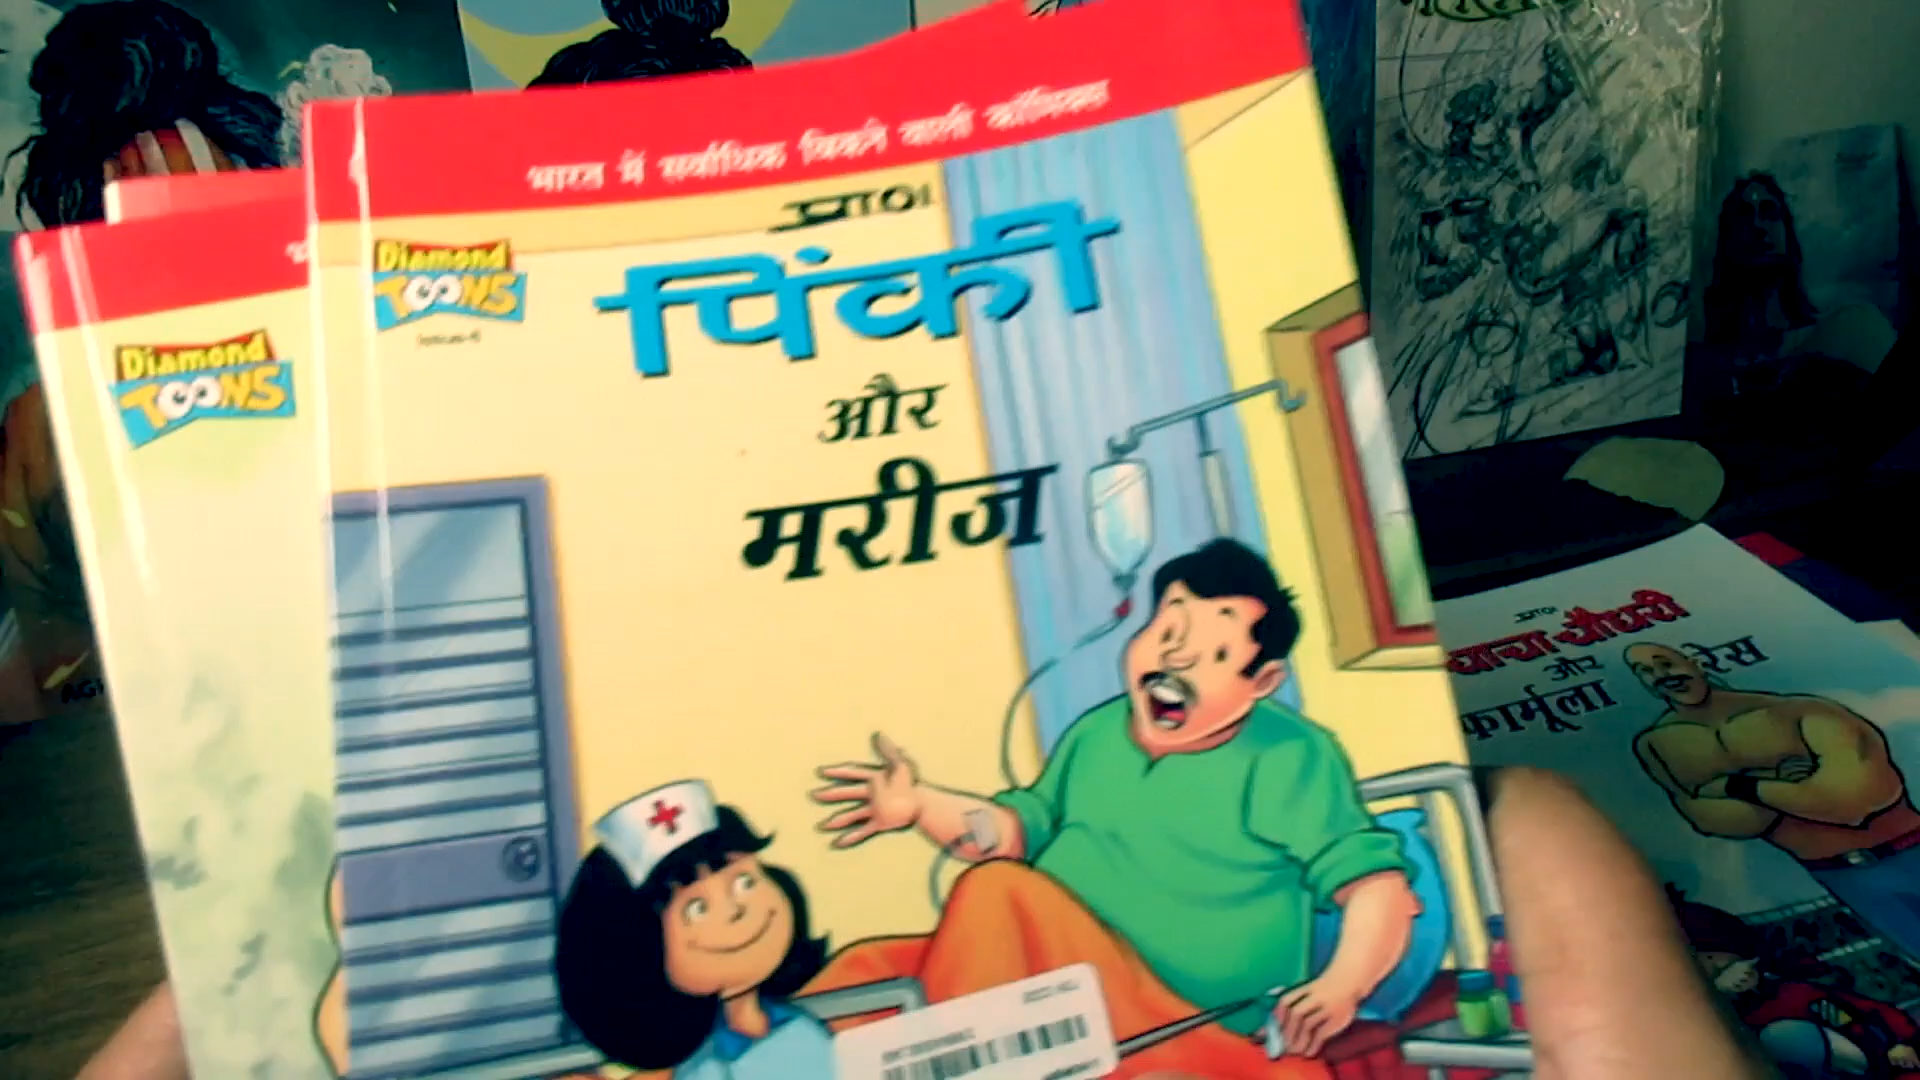 भारत में सर्वाधिक बिकने वाली कॉमिक्स
प्राण
Diamond
TOONS
पिंकी
और
मरीज
Diamond
TOONS
प्राण
चाचा चौधरी
और
फार्मूला रेस